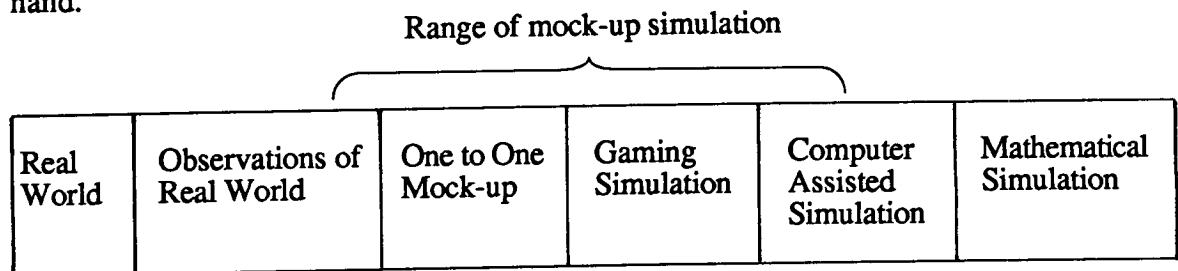 hand.
Range of mock-up simulation
Real
World
Observations of
Real World
One to One
Mock-up
Gaming
Simulation
Computer
Assisted
Simulation
Mathematical
Simulation